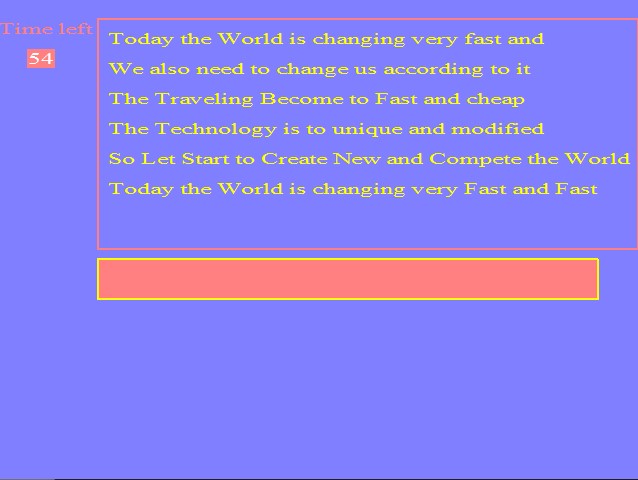 Time left
54
Today the World is changing very fast and
We also need to change us according to it
The Traveling Become to Fast and cheap
The Technology is to unique and modified
So Let Start to Create New and Compete the World
Today the World is changing very Fast and Fast